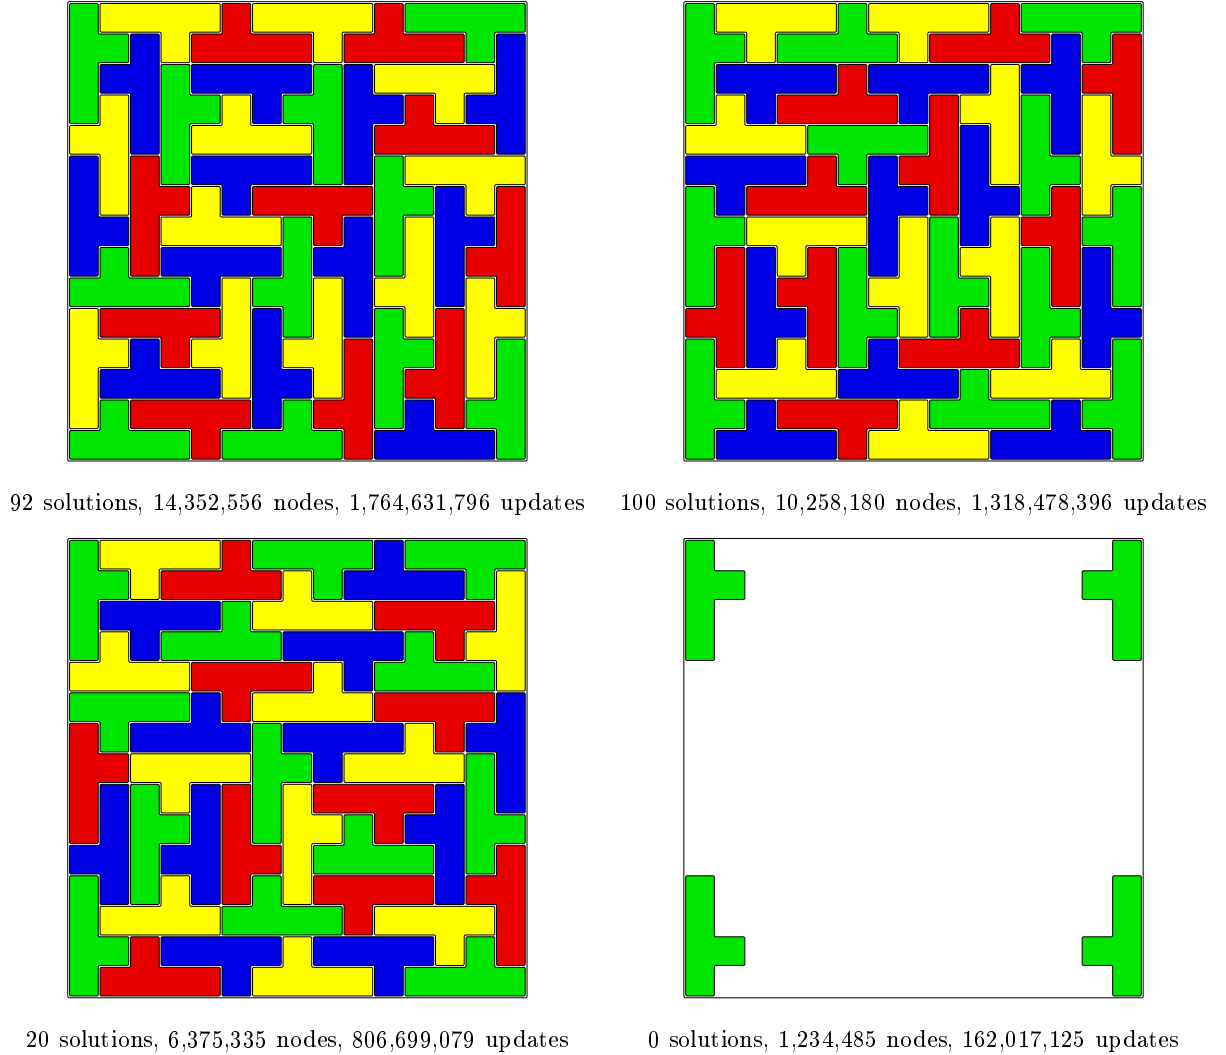 92 solutions, 14,352,556 nodes, 1,764,631,796 updates
100 solutions, 10,258,180 nodes, 1,318,478,396 updates
20 solutions, 6,375,335 nodes, 806,699,079 updates
0 solutions, 1,234,485 nodes, 162,017,125 updates